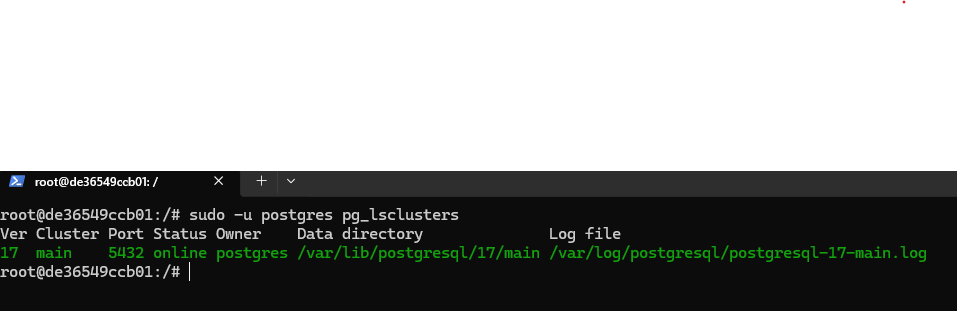 root@de36549ccb01: /
root@de36549ccb01:/# sudo -u postgres pg_lsclusters
Ver Cluster Port Status Owner    Data directory              Log file
17  main    5432 online postgres /var/lib/postgresql/17/main /var/log/postgresql/postgresql-17-main.log
root@de36549ccb01:/#